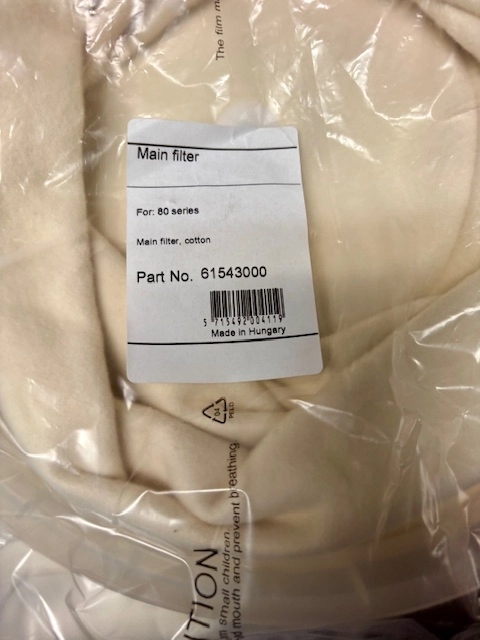 The film m
Main filter
For: 80 series
Main filter, cotton
Part No. 61543000
5 715492 004119
Made in Hungary
04
PE-LD
TION
small children.
mouth and prevent breathing.